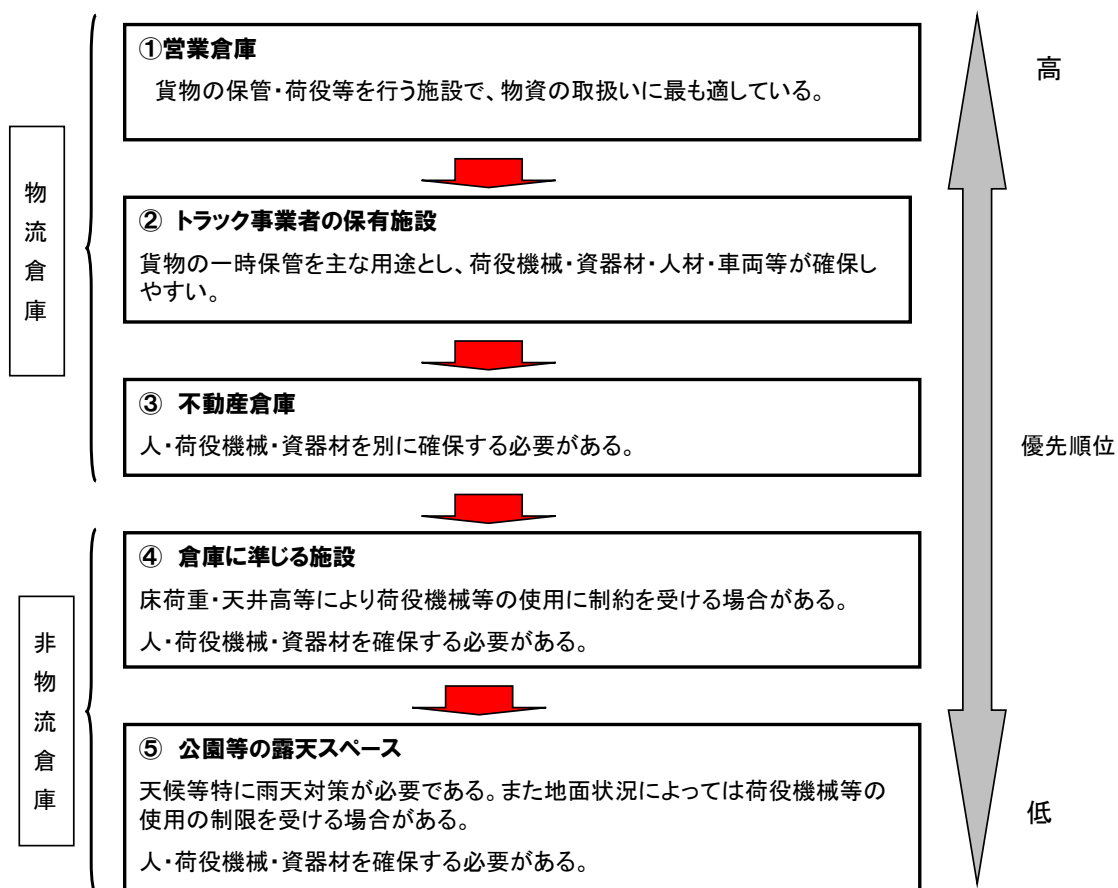 物流倉庫
①営業倉庫
貨物の保管・荷役等を行う施設で、物資の取扱いに最も適している。
② トラック事業者の保有施設
貨物の一時保管を主な用途とし、荷役機械・資器材・人材・車両等が確保し
やすい。
③ 不動産倉庫
人・荷役機械・資器材を別に確保する必要がある。
非物流倉庫
④ 倉庫に準じる施設
床荷重・天井高等により荷役機械等の使用に制約を受ける場合がある。
人・荷役機械・資器材を確保する必要がある。
⑤ 公園等の露天スペース
天候等特に雨天対策が必要である。また地面状況によっては荷役機械等の
使用の制限を受ける場合がある。
人・荷役機械・資器材を確保する必要がある。
高
優先順位
低